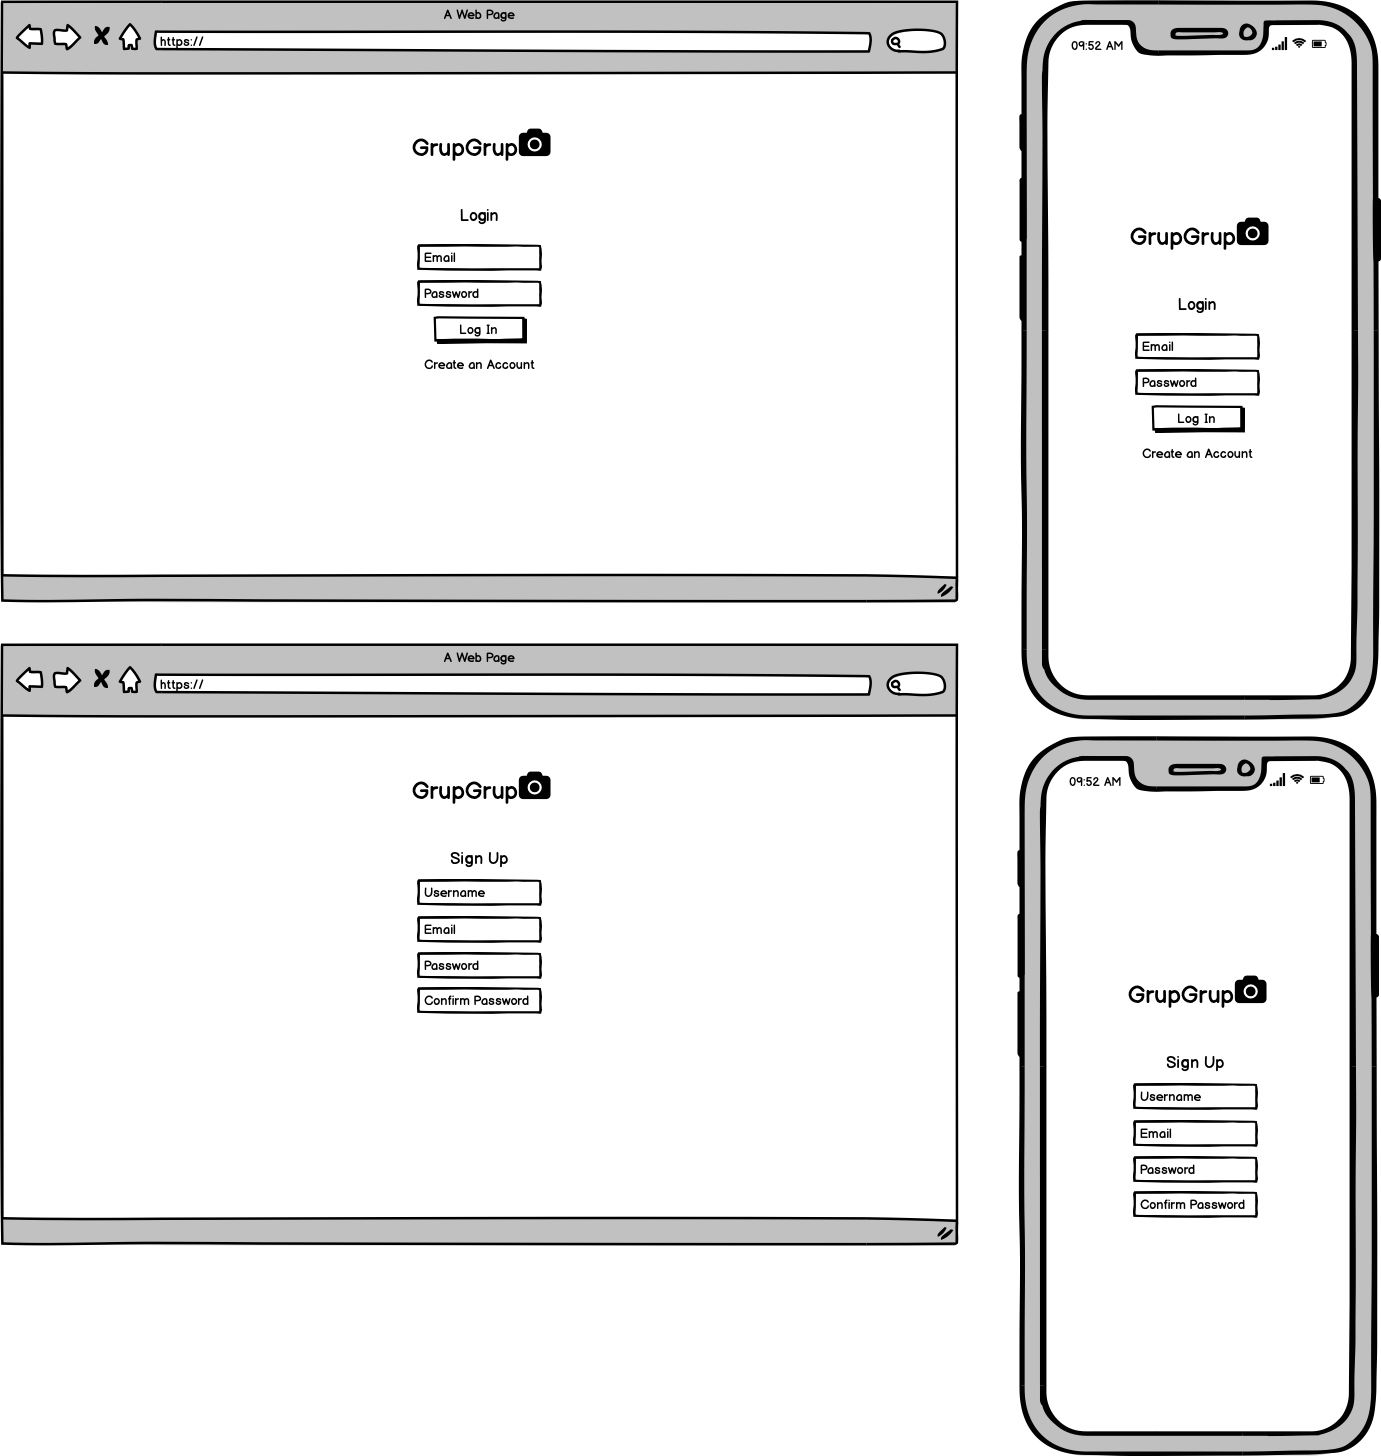 A Web Page
https://
GrupGrup
Login
Email
Password
Log In
Create an Account
09:52 AM
GrupGrup
Login
Email
Password
Log In
Create an Account
A Web Page
https://
GrupGrup
Sign Up
Username
Email
Password
Confirm Password
09:52 AM
GrupGrup
Sign Up
Username
Email
Password
Confirm Password